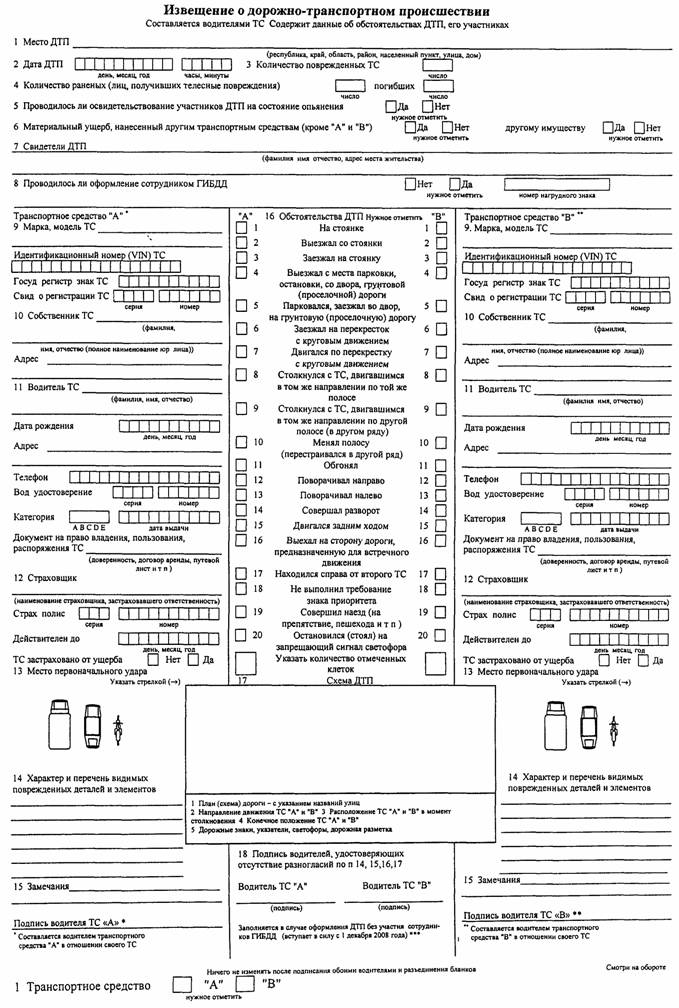 Извещение о дорожно-транспортном происшествии
Составляется водителями ТС Содержит данные об обстоятельствах ДТП, его участниках
1 Место ДТП
(республика, край, область, район, населенный пункт, улица, дом)
2 Дата ДТП
день, месяц, год
часы, минуты
3 Количество поврежденных ТС
число
4 Количество раненых (лиц, получивших телесные повреждения)
число
погибших
число
5 Проводилось ли освидетельствование участников ДТП на состояние опьянения
Да Нет
нужное отметить
6 Материальный ущерб, нанесенный другим транспортным средствам (кроме "А" и "В")
Да Нет
нужное отметить
другому имуществу
Да Нет
нужное отметить
7 Свидетели ДТП
(фамилия имя отчество, адрес места жительства)
8 Проводилось ли оформление сотрудником ГИБДД
Нет Да
нужное отметить
номер нагрудного знака
Транспортное средство "А" *
9 Марка, модель ТС
Идентификационный номер (VIN) ТС
Госуд регистр знак ТС
Свид о регистрации ТС
серия номер
10 Собственник ТС
(фамилия,
имя, отчество (полное наименование юр лица))
Адрес
11 Водитель ТС
(фамилия, имя, отчество)
Дата рождения
день, месяц, год
Адрес
Телефон
Вод удостоверение
серия номер
Категория
A B C D E дата выдачи
Документ на право владения, пользования,
распоряжения ТС
(доверенность, договор аренды, путевой
лист и т п )
12 Страховщик
(наименование страховщика, застраховавшего ответственность)
Страх полис
серия номер
Действителен до
день, месяц, год
ТС застраховано от ущерба Нет Да
13 Место первоначального удара
Указать стрелкой (→)
14 Характер и перечень видимых
поврежденных деталей и элементов
15 Замечания
Подпись водителя ТС «А» *
* Составляется водителем транспортного
средства "А" в отношении своего ТС
"А" 16 Обстоятельства ДТП Нужное отметить "В"
1 На стоянке 1
2 Выезжал со стоянки 2
3 Заезжал на стоянку 3
4 Выезжал с места парковки, 4
остановки, со двора, грунтовой
(проселочной) дороги
5 Парковался, заезжал во двор, 5
на грунтовую (проселочную) дорогу
6 Заезжал на перекресток 6
с круговым движением
7 Двигался по перекрестку 7
с круговым движением
8 Столкнулся с ТС, двигавшимся 8
в том же направлении по той же
полосе
9 Столкнулся с ТС, двигавшимся 9
в том же направлении по другой
полосе (в другом ряду)
10 Менял полосу 10
(перестраивался в другой ряд)
11 Обгонял 11
12 Поворачивал направо 12
13 Поворачивал налево 13
14 Совершал разворот 14
15 Двигался задним ходом 15
16 Выехал на сторону дороги, 16
предназначенную для встречного
движения
17 Находился справа от второго ТС 17
18 Не выполнил требование 18
знака приоритета
19 Совершил наезд (на 19
препятствие, пешехода и т п )
20 Остановился (стоял) на 20
запрещающий сигнал светофора
Указать количество отмеченных
клеток
17 Схема ДТП
1 План (схема) дороги – с указанием названий улиц
2 Направление движения ТС "А" и "В" 3 Расположение ТС "А" и "В" в момент
столкновения 4 Конечное положение ТС "А" и "В"
5 Дорожные знаки, указатели, светофоры, дорожная разметка
18 Подпись водителей, удостоверяющих
отсутствие разногласий по п 14, 15,16,17
Водитель ТС "А" Водитель ТС "В"
(подпись) (подпись)
Заполняется в случае оформления ДТП без участия сотрудни-
ков ГИБДД (вступает в силу с 1 декабря 2008 года) ***
Транспортное средство "В" **
9. Марка, модель ТС
Идентификационный номер (VIN) ТС
Госуд регистр знак ТС
Свид о регистрации ТС
серия номер
10 Собственник ТС
(фамилия,
имя, отчество (полное наименование юр лица))
Адрес
11 Водитель ТС
(фамилия, имя, отчество)
Дата рождения
день, месяц, год
Адрес
Телефон
Вод удостоверение
серия номер
Категория
A B C D E дата выдачи
Документ на право владения, пользования,
распоряжения ТС
(доверенность, договор аренды, путевой
лист и т п )
12 Страховщик
(наименование страховщика, застраховавшего ответственность)
Страх полис
серия номер
Действителен до
день, месяц, год
ТС застраховано от ущерба Нет Да
13 Место первоначального удара
Указать стрелкой (→)
14 Характер и перечень видимых
поврежденных деталей и элементов
15 Замечания
Подпись водителя ТС «В» **
** Составляется водителем транспортного
средства "В" в отношении своего ТС
Ничего не изменять после подписания обоими водителями и разъединения бланков
Смотри на обороте
1 Транспортное средство "А" "В"
нужное отметить